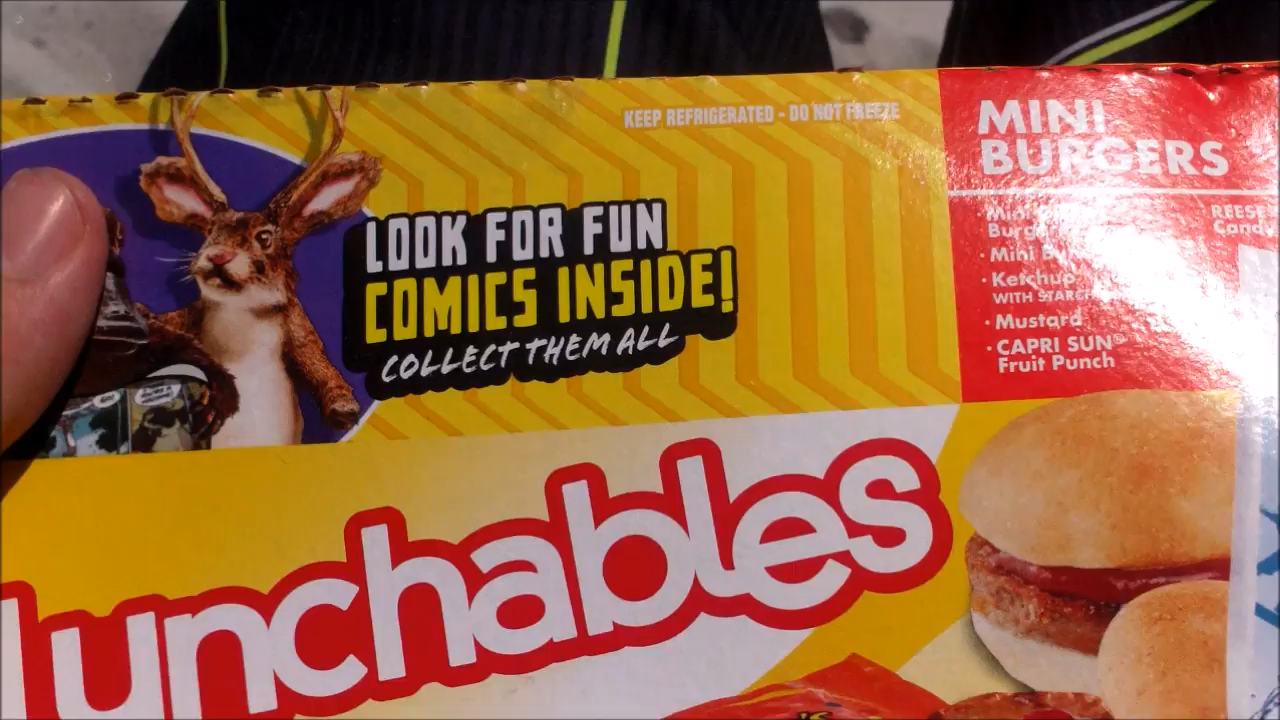 KEEP REFRIGERATED - DO NOT FREEZE
LOOK FOR FUN
COMICS INSIDE!
COLLECT THEM ALL
MINI
BURGERS
· Mini
Burg
· Mini
· Ketchup
WITH STARCH
· Mustard
· CAPRI SUN®
Fruit Punch
REESE'S
Candy
unchables